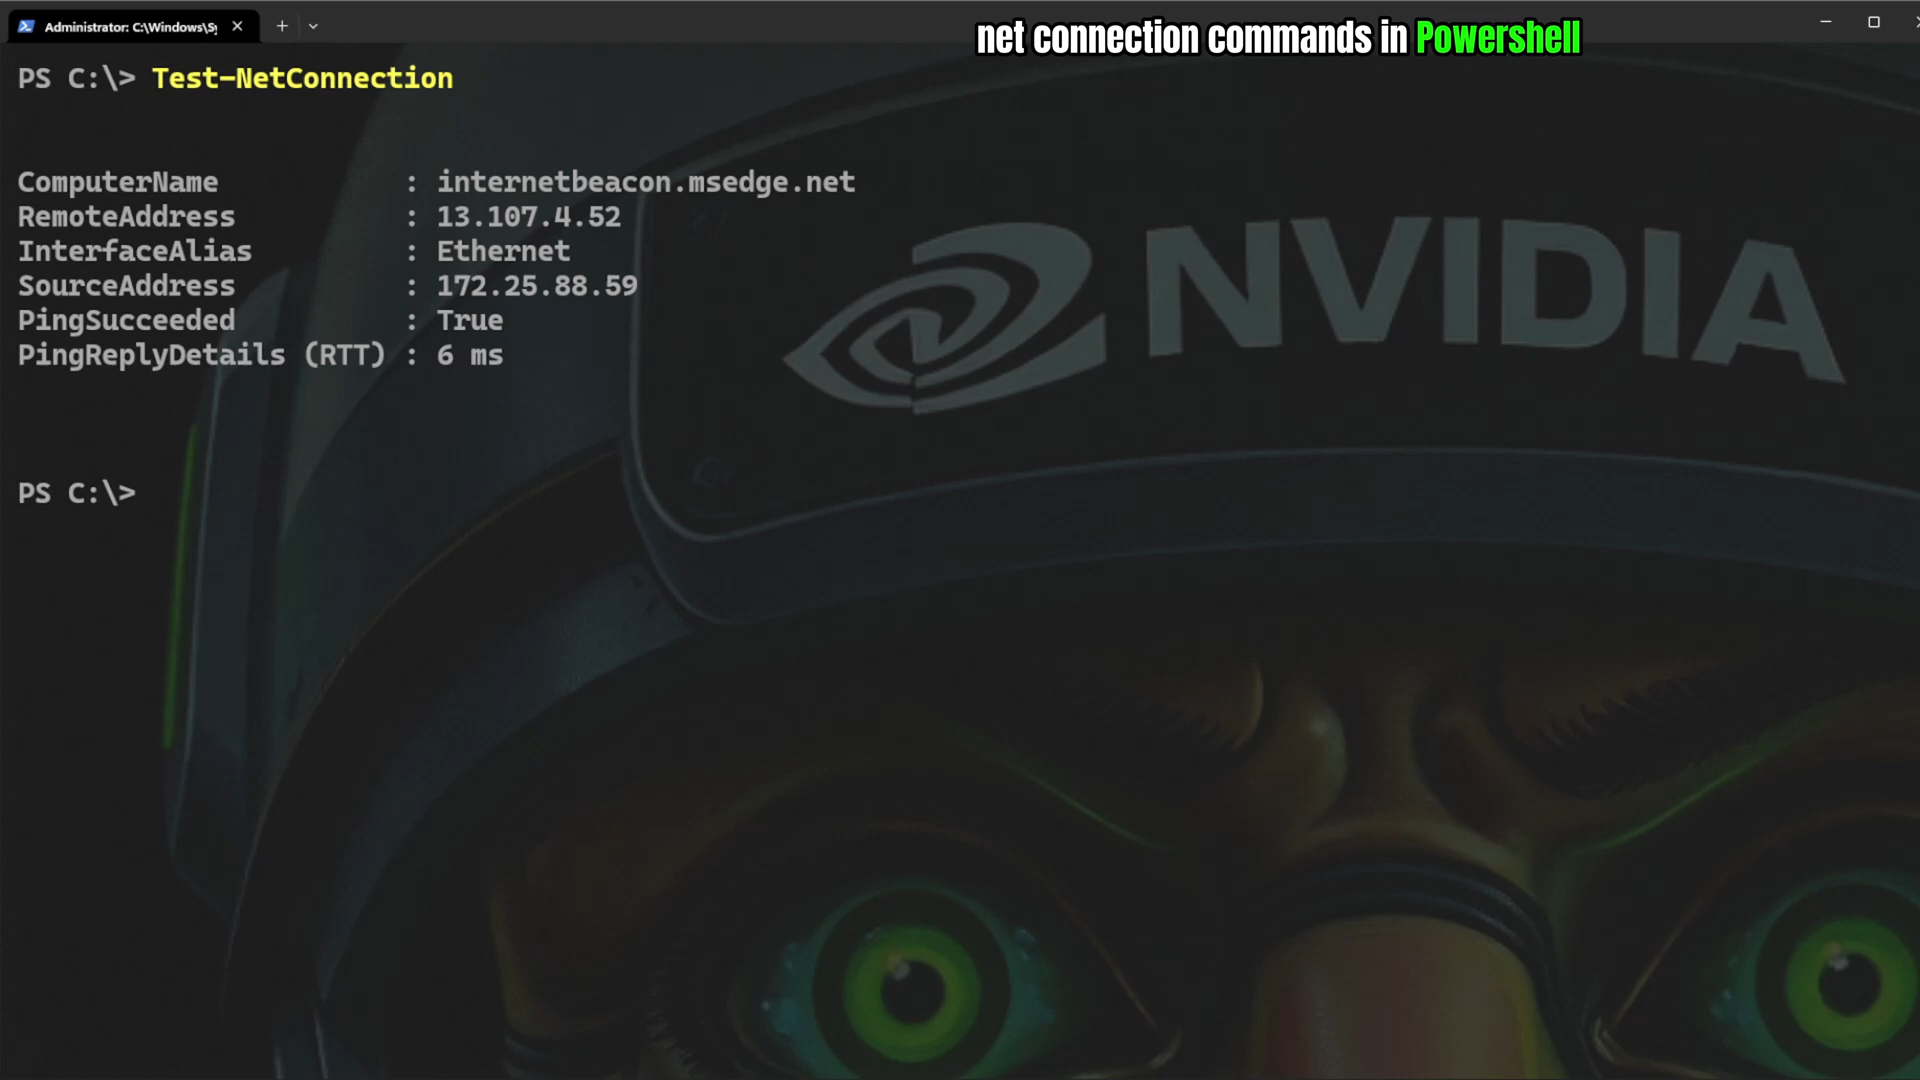 Administrator: C:\Windows\Sy
net connection commands in Powershell
PS C:\> Test-NetConnection
ComputerName : internetbeacon.msedge.net
RemoteAddress : 13.107.4.52
InterfaceAlias : Ethernet
SourceAddress : 172.25.88.59
PingSucceeded : True
PingReplyDetails (RTT) : 6 ms
NVIDIA
PS C:\>